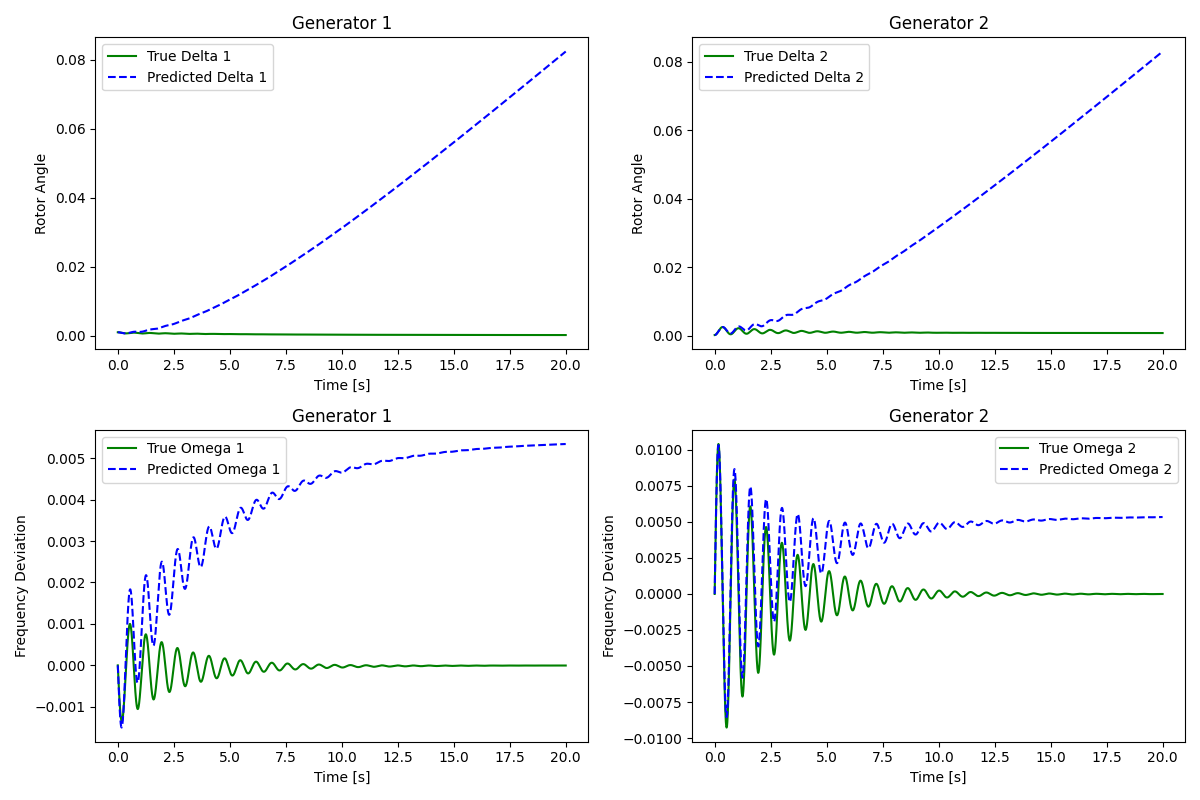 Generator 1
True Delta 1
Predicted Delta 1
0.08
0.06
0.04
0.02
0.00
Rotor Angle
0.0 2.5 5.0 7.5 10.0 12.5 15.0 17.5 20.0
Time [s]
Generator 2
True Delta 2
Predicted Delta 2
0.08
0.06
0.04
0.02
0.00
Rotor Angle
0.0 2.5 5.0 7.5 10.0 12.5 15.0 17.5 20.0
Time [s]
Generator 1
True Omega 1
Predicted Omega 1
0.005
0.004
0.003
0.002
0.001
0.000
−0.001
Frequency Deviation
0.0 2.5 5.0 7.5 10.0 12.5 15.0 17.5 20.0
Time [s]
Generator 2
True Omega 2
Predicted Omega 2
0.0100
0.0075
0.0050
0.0025
0.0000
−0.0025
−0.0050
−0.0075
−0.0100
Frequency Deviation
0.0 2.5 5.0 7.5 10.0 12.5 15.0 17.5 20.0
Time [s]